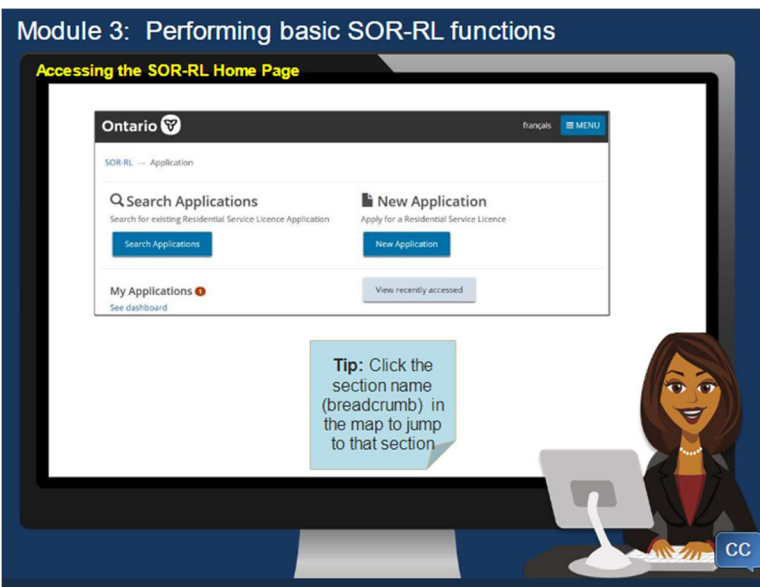 Module 3: Performing basic SOR-RL functions
Accessing the SOR-RL Home Page
Ontario
français
MENU
SOR-RL — Application
Search Applications
Search for existing Residential Service Licence Application
Search Applications
New Application
Apply for a Residential Service Licence
New Application
My Applications 1
See dashboard
View recently accessed
Tip: Click the
section name
(breadcrumb) in
the map to jump
to that section
CC